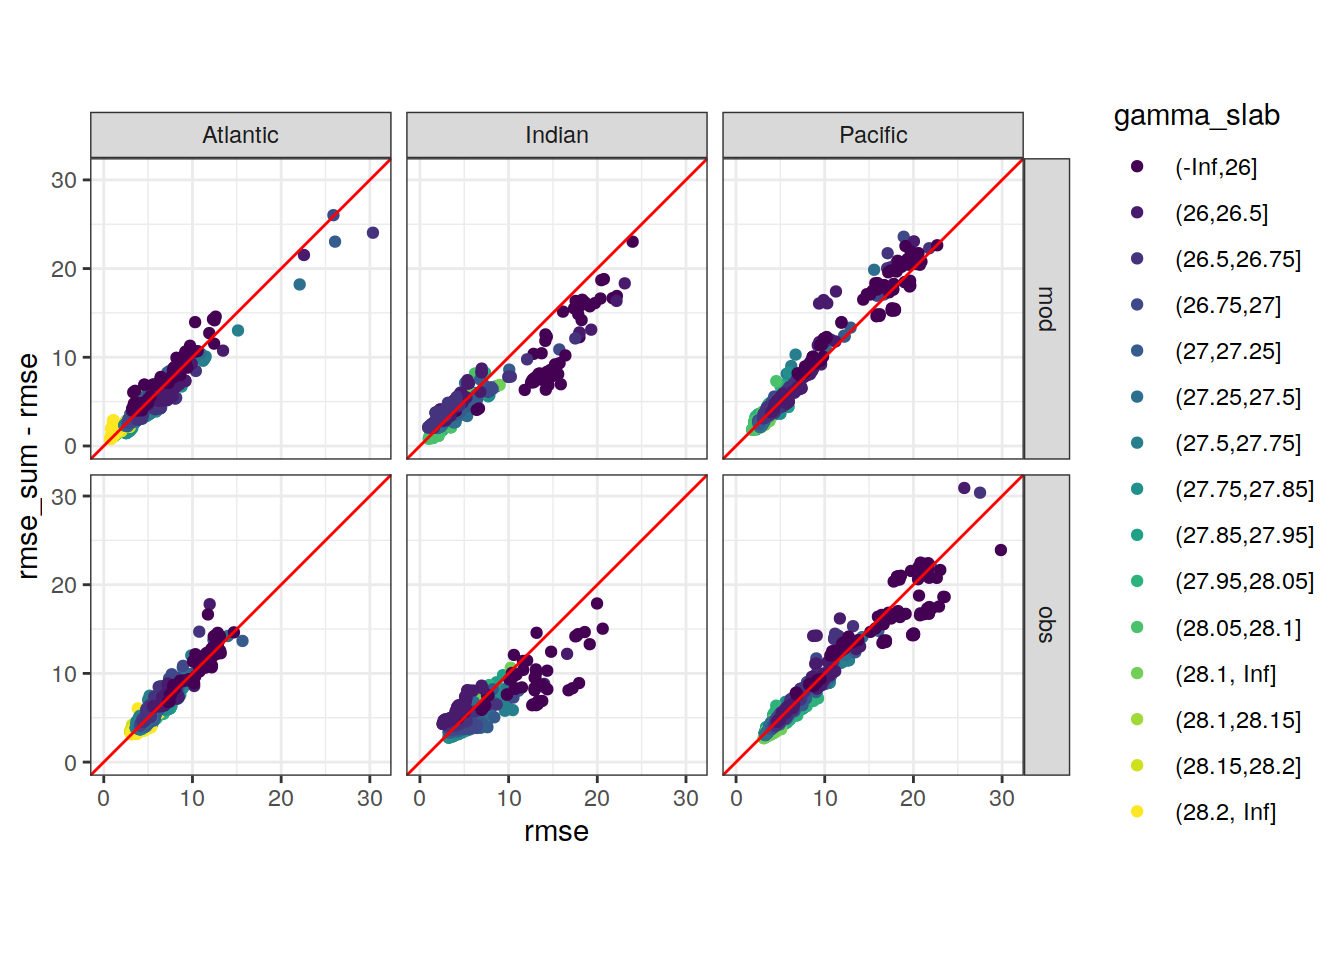 Atlantic Indian Pacific
gamma_slab
(-Inf,26]
(26,26.5]
(26.5,26.75]
(26.75,27]
(27,27.25]
(27.25,27.5]
(27.5,27.75]
(27.75,27.85]
(27.85,27.95]
(27.95,28.05]
(28.05,28.1]
(28.1, Inf]
(28.1,28.15]
(28.15,28.2]
(28.2, Inf]
mod
obs
rmse_sum - rmse
30
20
10
0
30
20
10
0
0 10 20 30 0 10 20 30 0 10 20 30
rmse